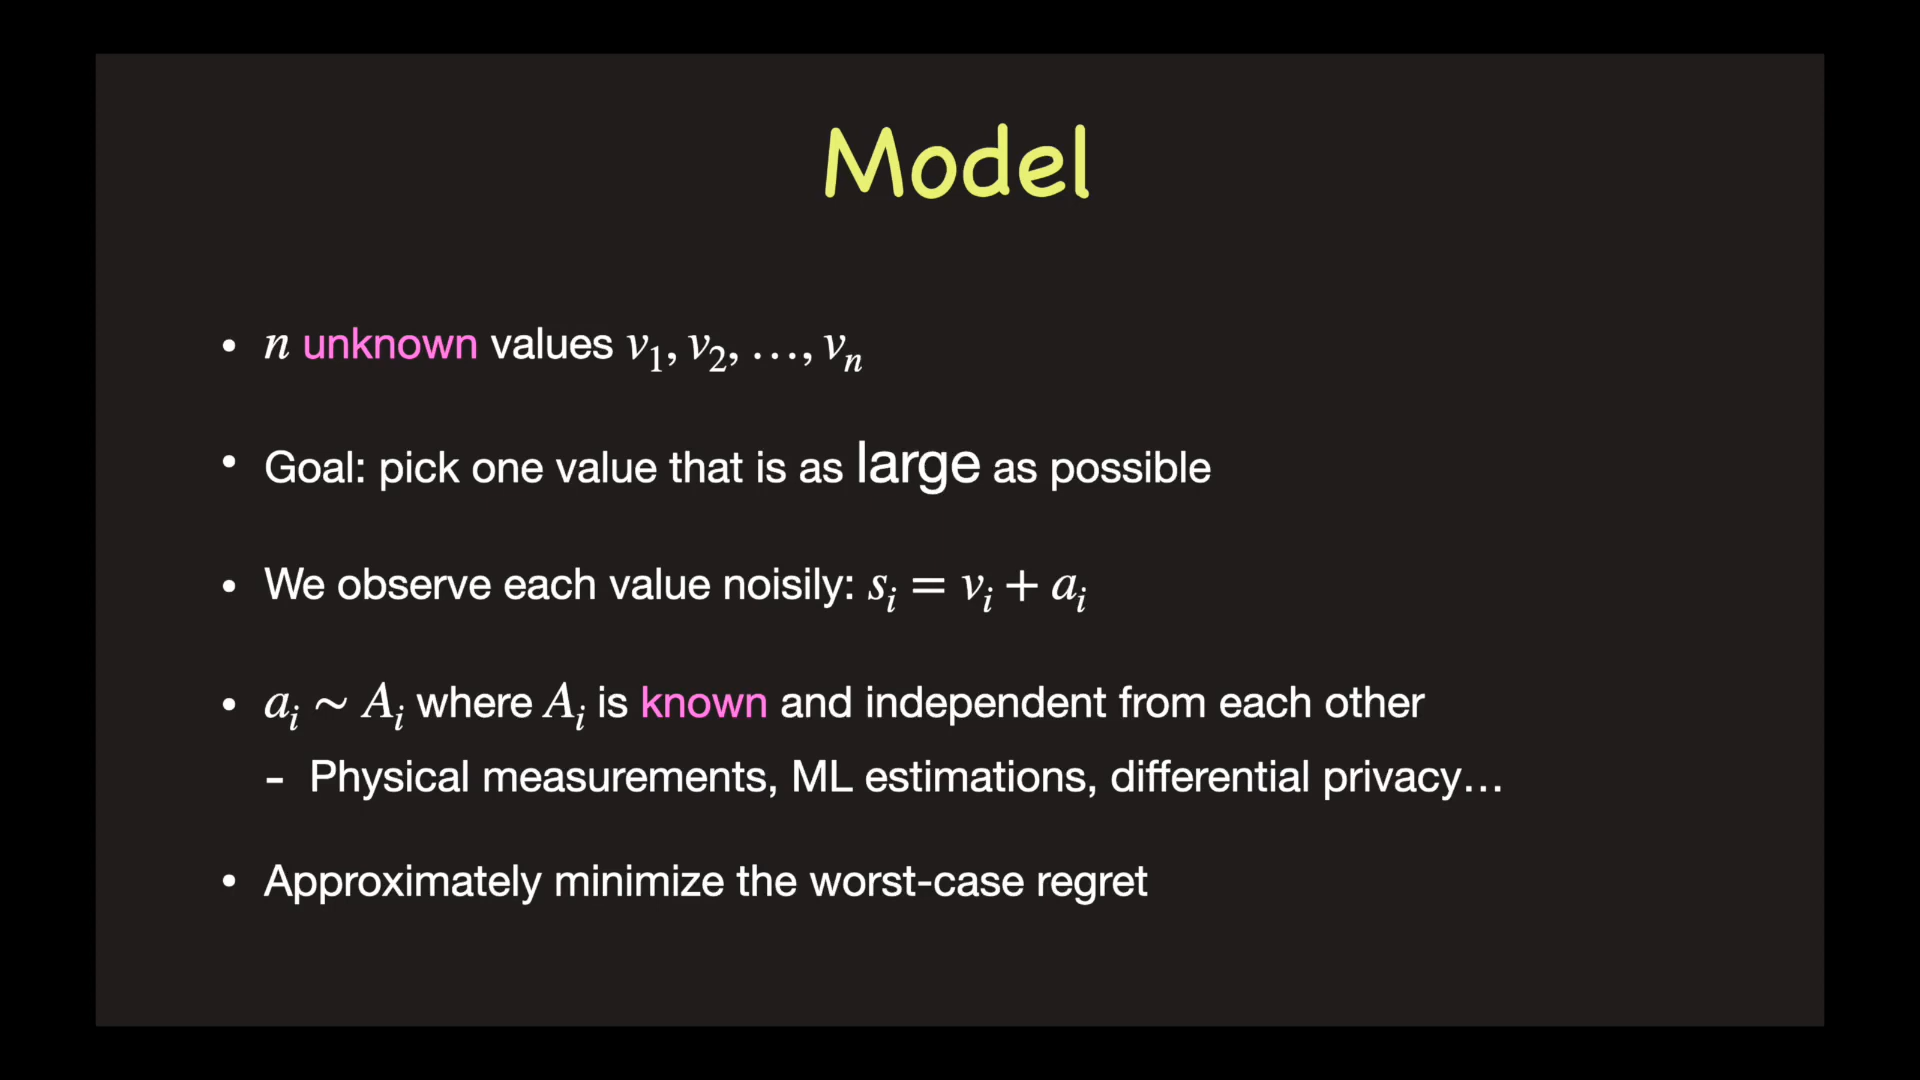 Model
• n unknown values v₁, v₂, …, vₙ
• Goal: pick one value that is as large as possible
• We observe each value noisily: sᵢ = vᵢ + aᵢ
• aᵢ ∼ Aᵢ where Aᵢ is known and independent from each other
- Physical measurements, ML estimations, differential privacy…
• Approximately minimize the worst-case regret